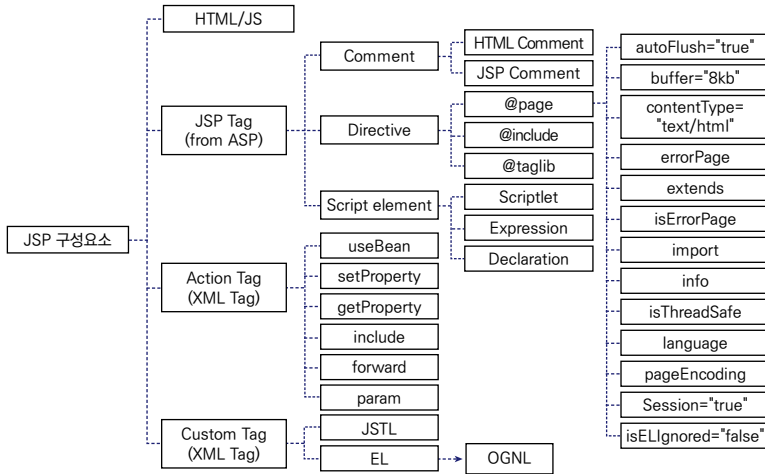 JSP 구성요소
HTML/JS
JSP Tag
(from ASP)
Comment
HTML Comment
JSP Comment
Directive
@page
@include
@taglib
autoFlush="true"
buffer="8kb"
contentType=
"text/html"
errorPage
extends
isErrorPage
import
info
isThreadSafe
language
pageEncoding
Session="true"
isELIgnored="false"
Script element
Scriptlet
Expression
Declaration
Action Tag
(XML Tag)
useBean
setProperty
getProperty
include
forward
param
Custom Tag
(XML Tag)
JSTL
EL
OGNL